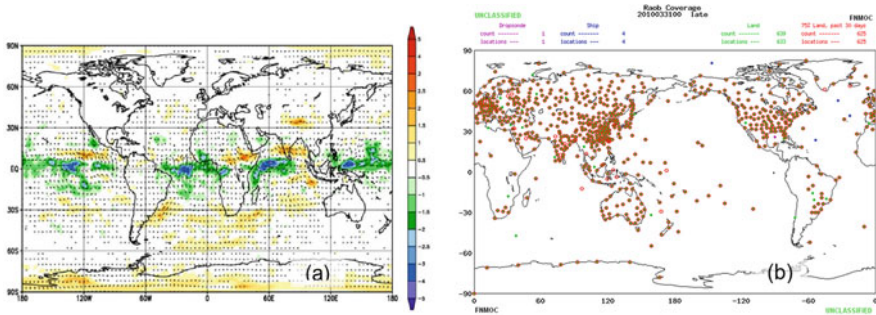 90N
60N
30N
EQ
30S
60S
90S
180 120W 60W 0 60E 120E 180
(a)
5
4
3
2.5
2
1.5
1
0.5
-0.5
-1
-1.5
-2
-2.5
-3
-4
-5
Raob Coverage
UNCLASSIFIED 2010033100 late FNMOC
Dropsonde Ship Land 75% Land, past 30 days
count 1 count 4 count count 625
locations 1 locations 4 locations 633 locations 625
90
60
30
0
-30
-60
-90
0 60 120 180 -120 -60 0
(b)
FNMOC UNCLASSIFIED